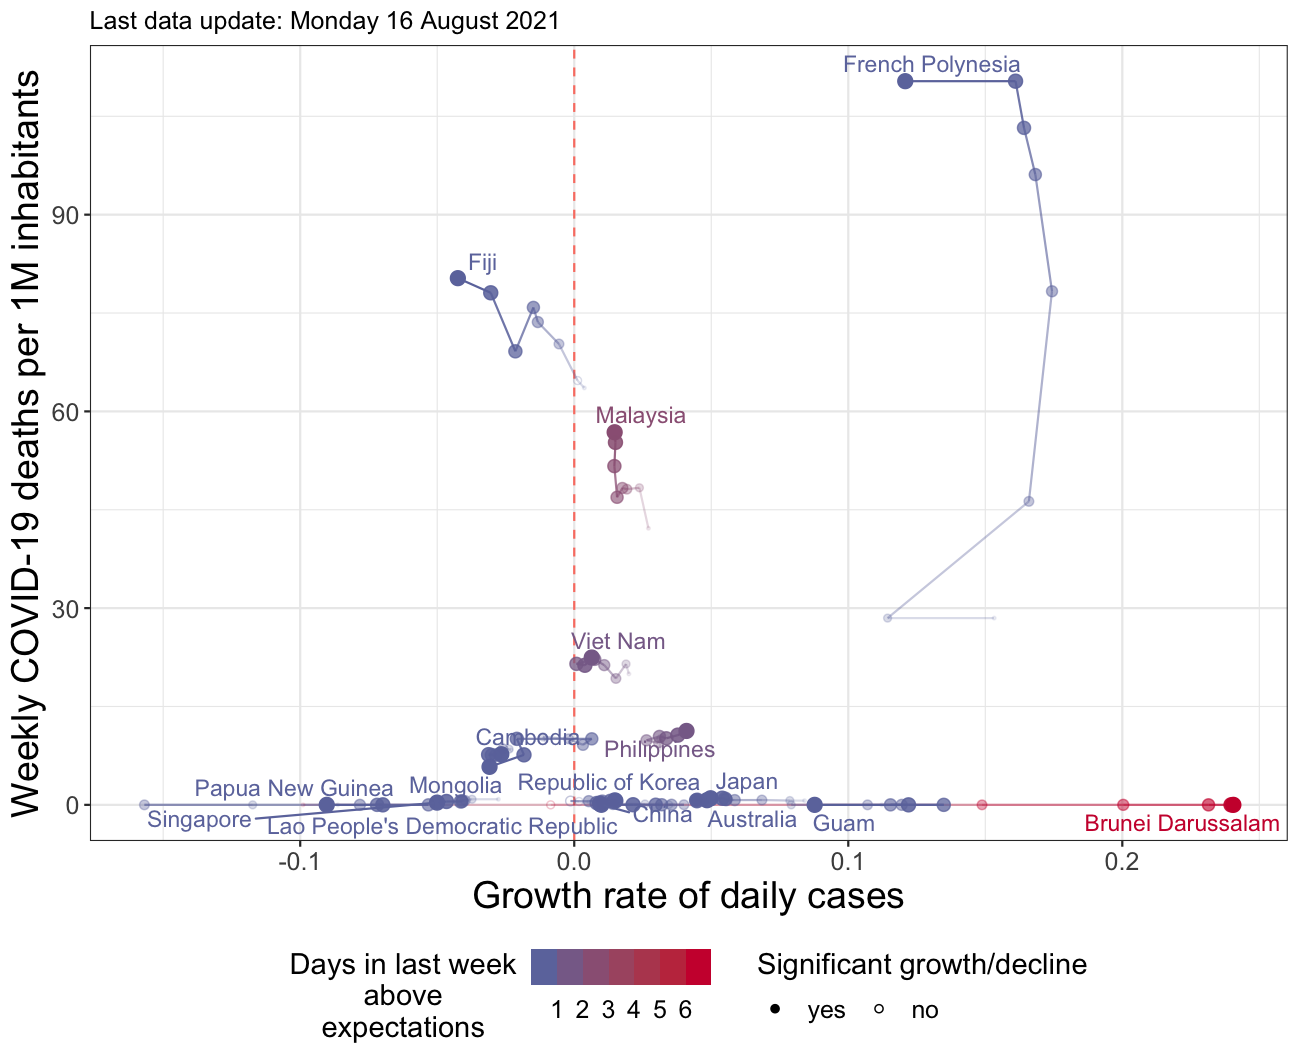 Last data update: Monday 16 August 2021
Weekly COVID-19 deaths per 1M inhabitants
90
60
30
0
French Polynesia
Fiji
Malaysia
Viet Nam
Cambodia
Philippines
Papua New Guinea
Mongolia
Republic of Korea
Japan
Singapore
Lao People's Democratic Republic
China
Australia
Guam
Brunei Darussalam
-0.1
0.0
0.1
0.2
Growth rate of daily cases
Days in last week
above
expectations
1 2 3 4 5 6
Significant growth/decline
yes
no